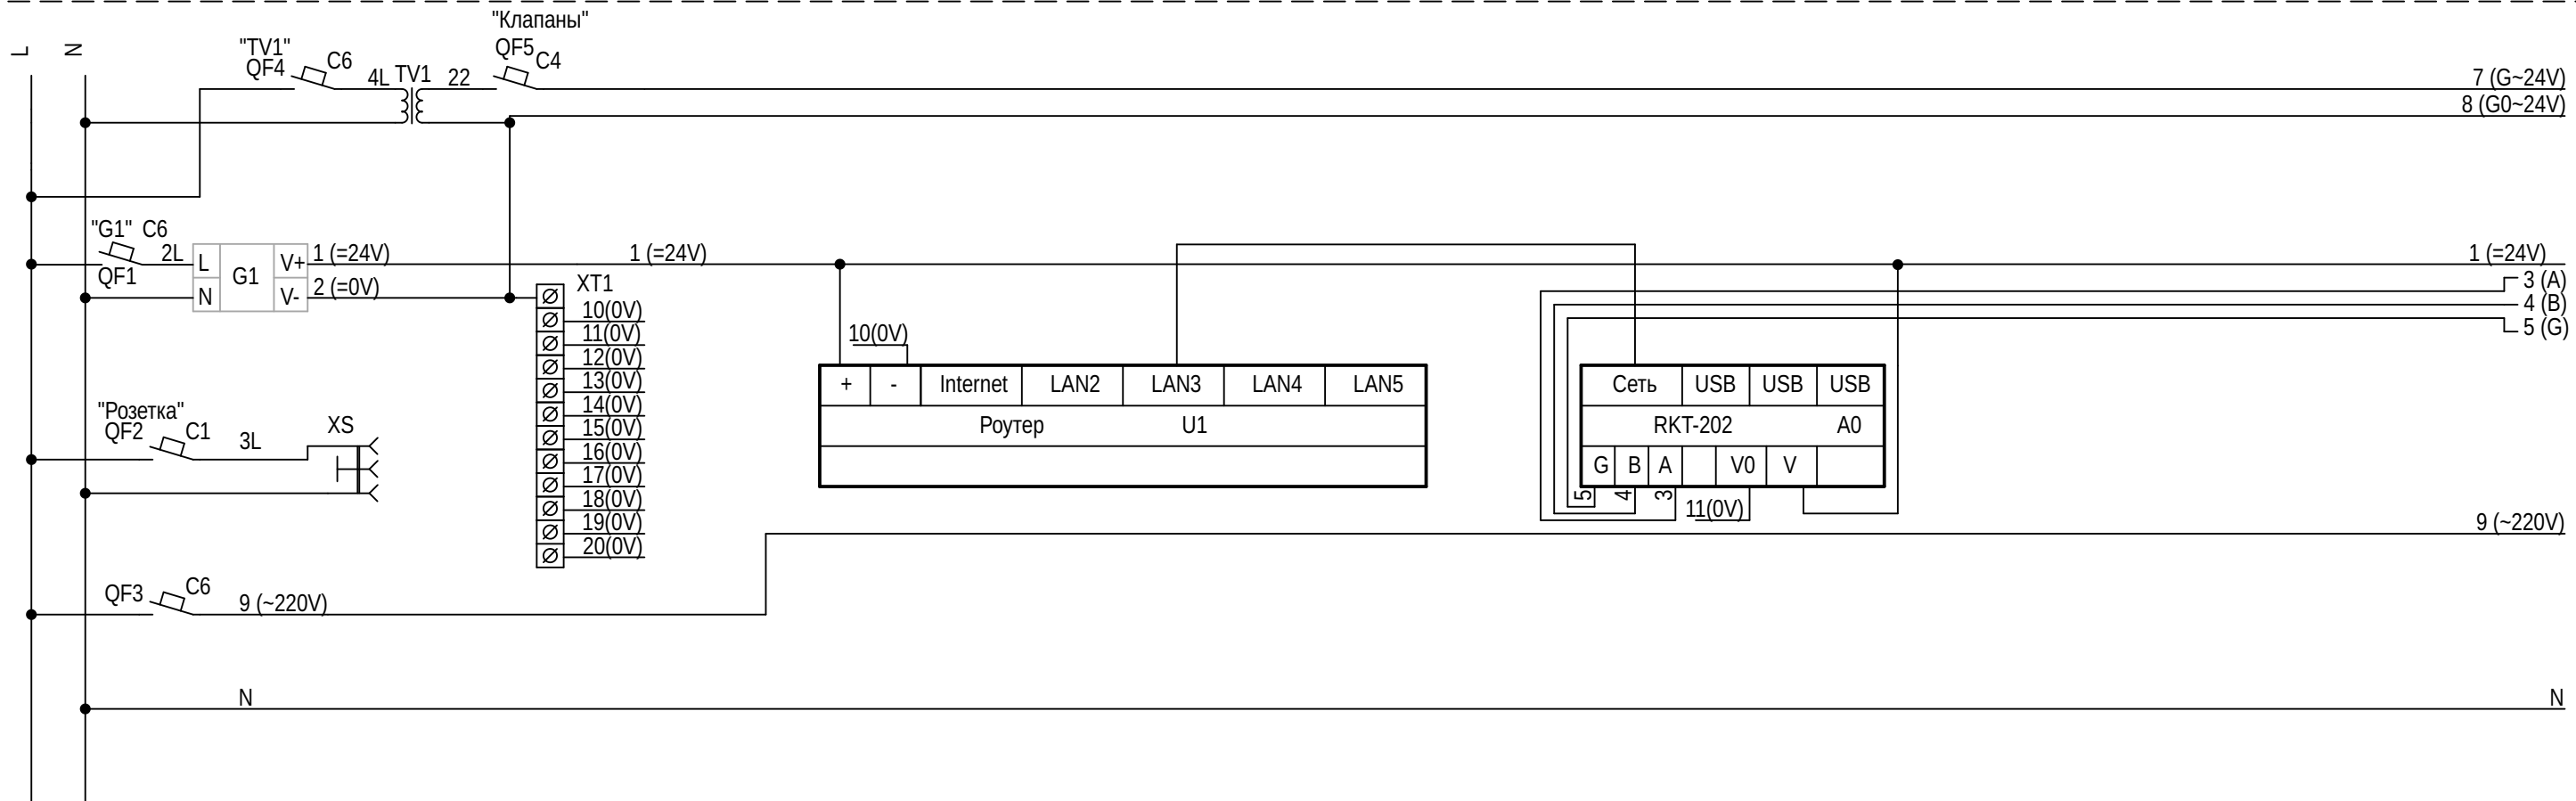 "Клапаны"
L
N
"TV1"
QF4
C6
4L
TV1
22
QF5
C4
7 (G~24V)
8 (G0~24V)
"G1"
C6
2L
QF1
L
N
G1
V+
V-
1 (=24V)
2 (=0V)
1 (=24V)
1 (=24V)
3 (A)
4 (B)
5 (G)
XT1
10(0V)
11(0V)
12(0V)
13(0V)
14(0V)
15(0V)
16(0V)
17(0V)
18(0V)
19(0V)
20(0V)
10(0V)
+
-
Internet
LAN2
LAN3
LAN4
LAN5
Роутер
U1
Сеть
USB
USB
USB
RKT-202
A0
G
B
A
V0
V
5
4
3
11(0V)
"Розетка"
QF2
C1
3L
XS
9 (~220V)
QF3
C6
9 (~220V)
N
N